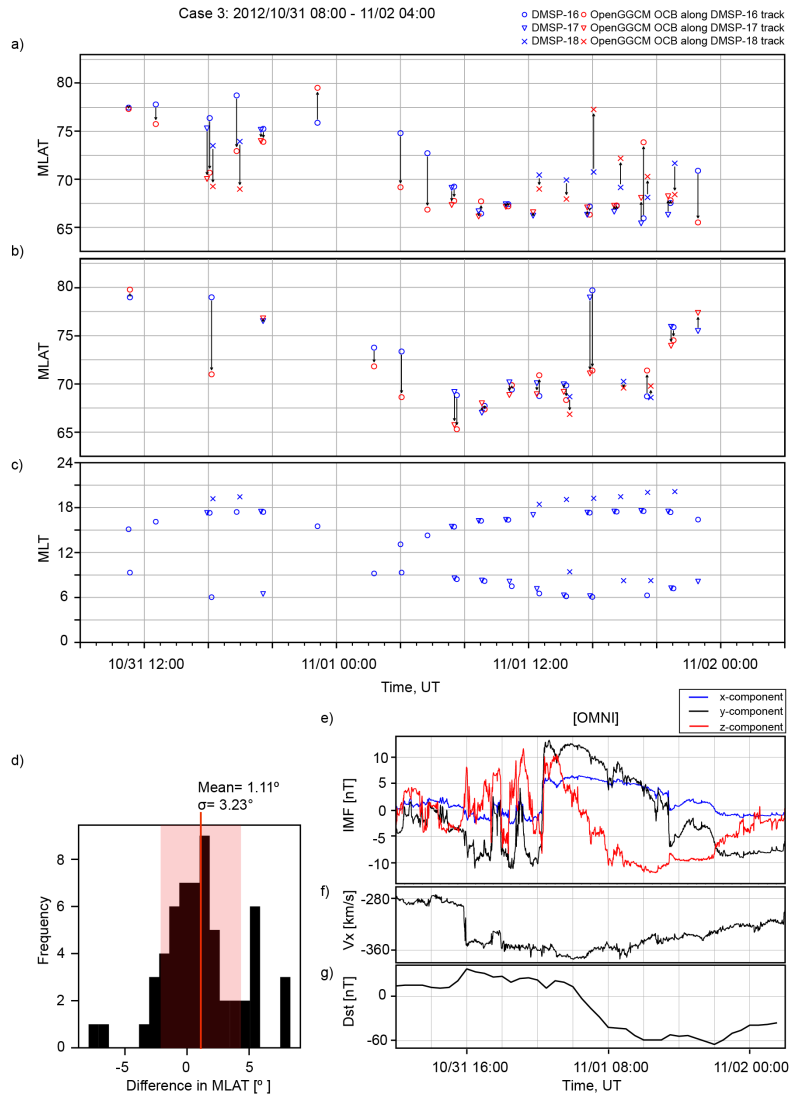 Case 3: 2012/10/31 08:00 - 11/02 04:00
DMSP-16 OpenGGCM OCB along DMSP-16 track
DMSP-17 OpenGGCM OCB along DMSP-17 track
DMSP-18 OpenGGCM OCB along DMSP-18 track
a)
80
75
70
65
MLAT
b)
80
75
70
65
MLAT
c)
24
18
12
6
0
MLT
10/31 12:00 11/01 00:00 11/01 12:00 11/02 00:00
Time, UT
d)
Mean= 1.11º
σ= 3.23°
8
6
4
2
0
Frequency
-5 0 5
Difference in MLAT [º ]
x-component
y-component
z-component
e)
[OMNI]
10
5
0
-5
-10
IMF [nT]
f)
-280
-360
Vx [km/s]
g)
0
-60
Dst [nT]
10/31 16:00 11/01 08:00 11/02 00:00
Time, UT